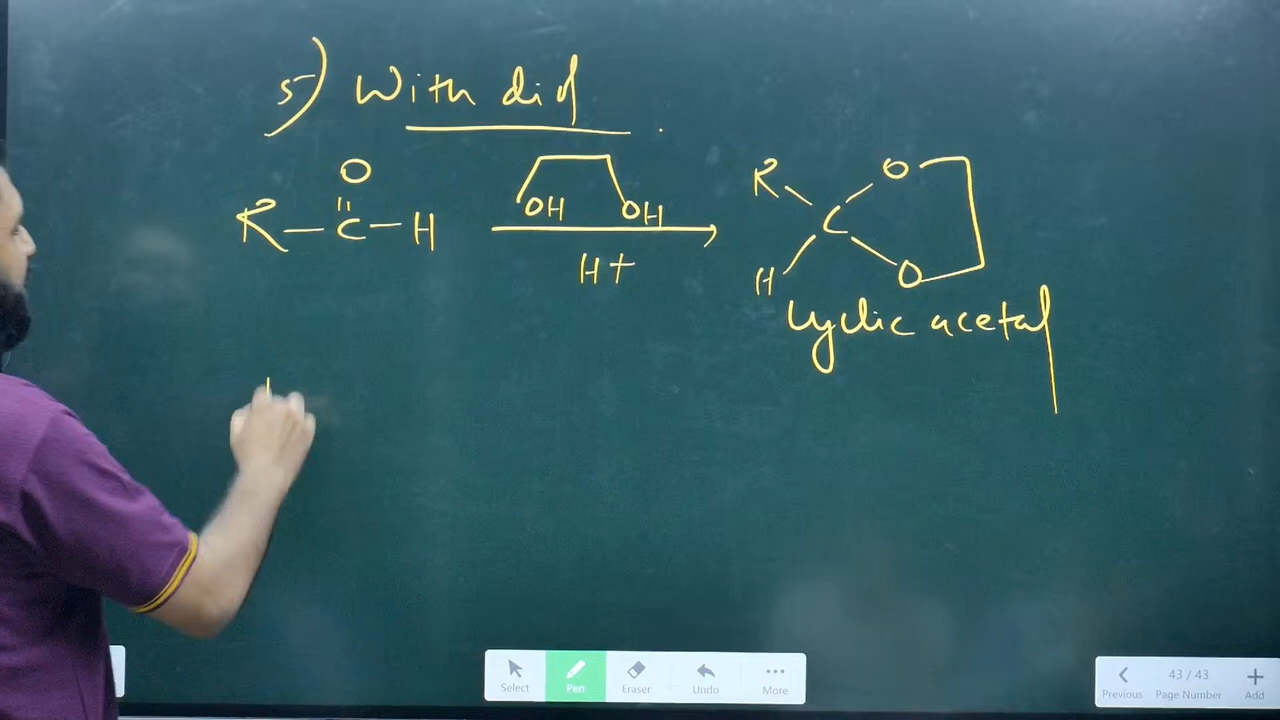 5) With diol
O
R—C—H
OH OH
H+
R O
C
H O
Cyclic acetal
Select Pen Eraser Undo More
Previous 43 / 43 Page Number Add